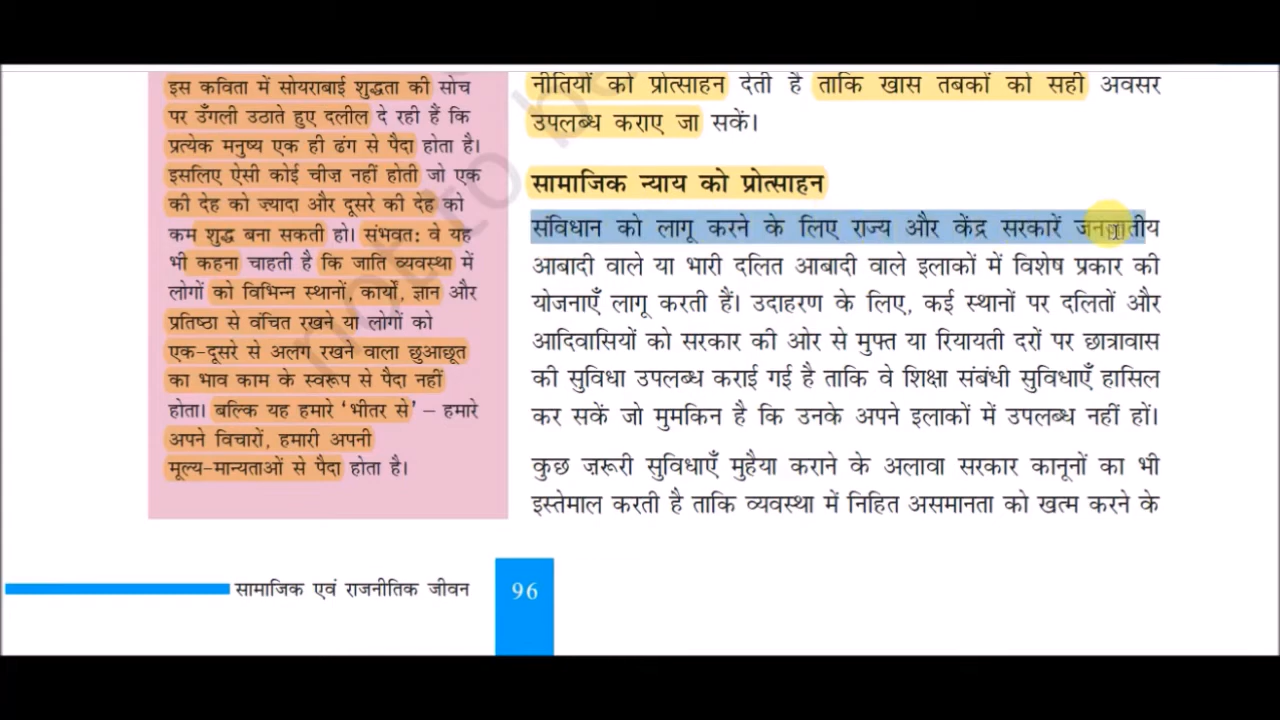 इस कविता में सोयराबाई शुद्धता की सोच
पर उँगली उठाते हुए दलील दे रही हैं कि
प्रत्येक मनुष्य एक ही ढंग से पैदा होता है।
इसलिए ऐसी कोई चीज़ नहीं होती जो एक
की देह को ज्यादा और दूसरे की देह को
कम शुद्ध बना सकती हो। संभवत: वे यह
भी कहना चाहती है कि जाति व्यवस्था में
लोगों को विभिन्न स्थानों, कार्यों, ज्ञान और
प्रतिष्ठा से वंचित रखने या लोगों को
एक-दूसरे से अलग रखने वाला छुआछूत
का भाव काम के स्वरूप से पैदा नहीं
होता। बल्कि यह हमारे 'भीतर से' – हमारे
अपने विचारों, हमारी अपनी
मूल्य-मान्यताओं से पैदा होता है।
नीतियों को प्रोत्साहन देती है ताकि खास तबकों को सही अवसर
उपलब्ध कराए जा सकें।
सामाजिक न्याय को प्रोत्साहन
संविधान को लागू करने के लिए राज्य और केंद्र सरकारें जनजातीय
आबादी वाले या भारी दलित आबादी वाले इलाकों में विशेष प्रकार की
योजनाएँ लागू करती हैं। उदाहरण के लिए, कई स्थानों पर दलितों और
आदिवासियों को सरकार की ओर से मुफ्त या रियायती दरों पर छात्रावास
की सुविधा उपलब्ध कराई गई है ताकि वे शिक्षा संबंधी सुविधाएँ हासिल
कर सकें जो मुमकिन है कि उनके अपने इलाकों में उपलब्ध नहीं हों।
कुछ ज़रूरी सुविधाएँ मुहैया कराने के अलावा सरकार कानूनों का भी
इस्तेमाल करती है ताकि व्यवस्था में निहित असमानता को खत्म करने के
सामाजिक एवं राजनीतिक जीवन
96
not to b